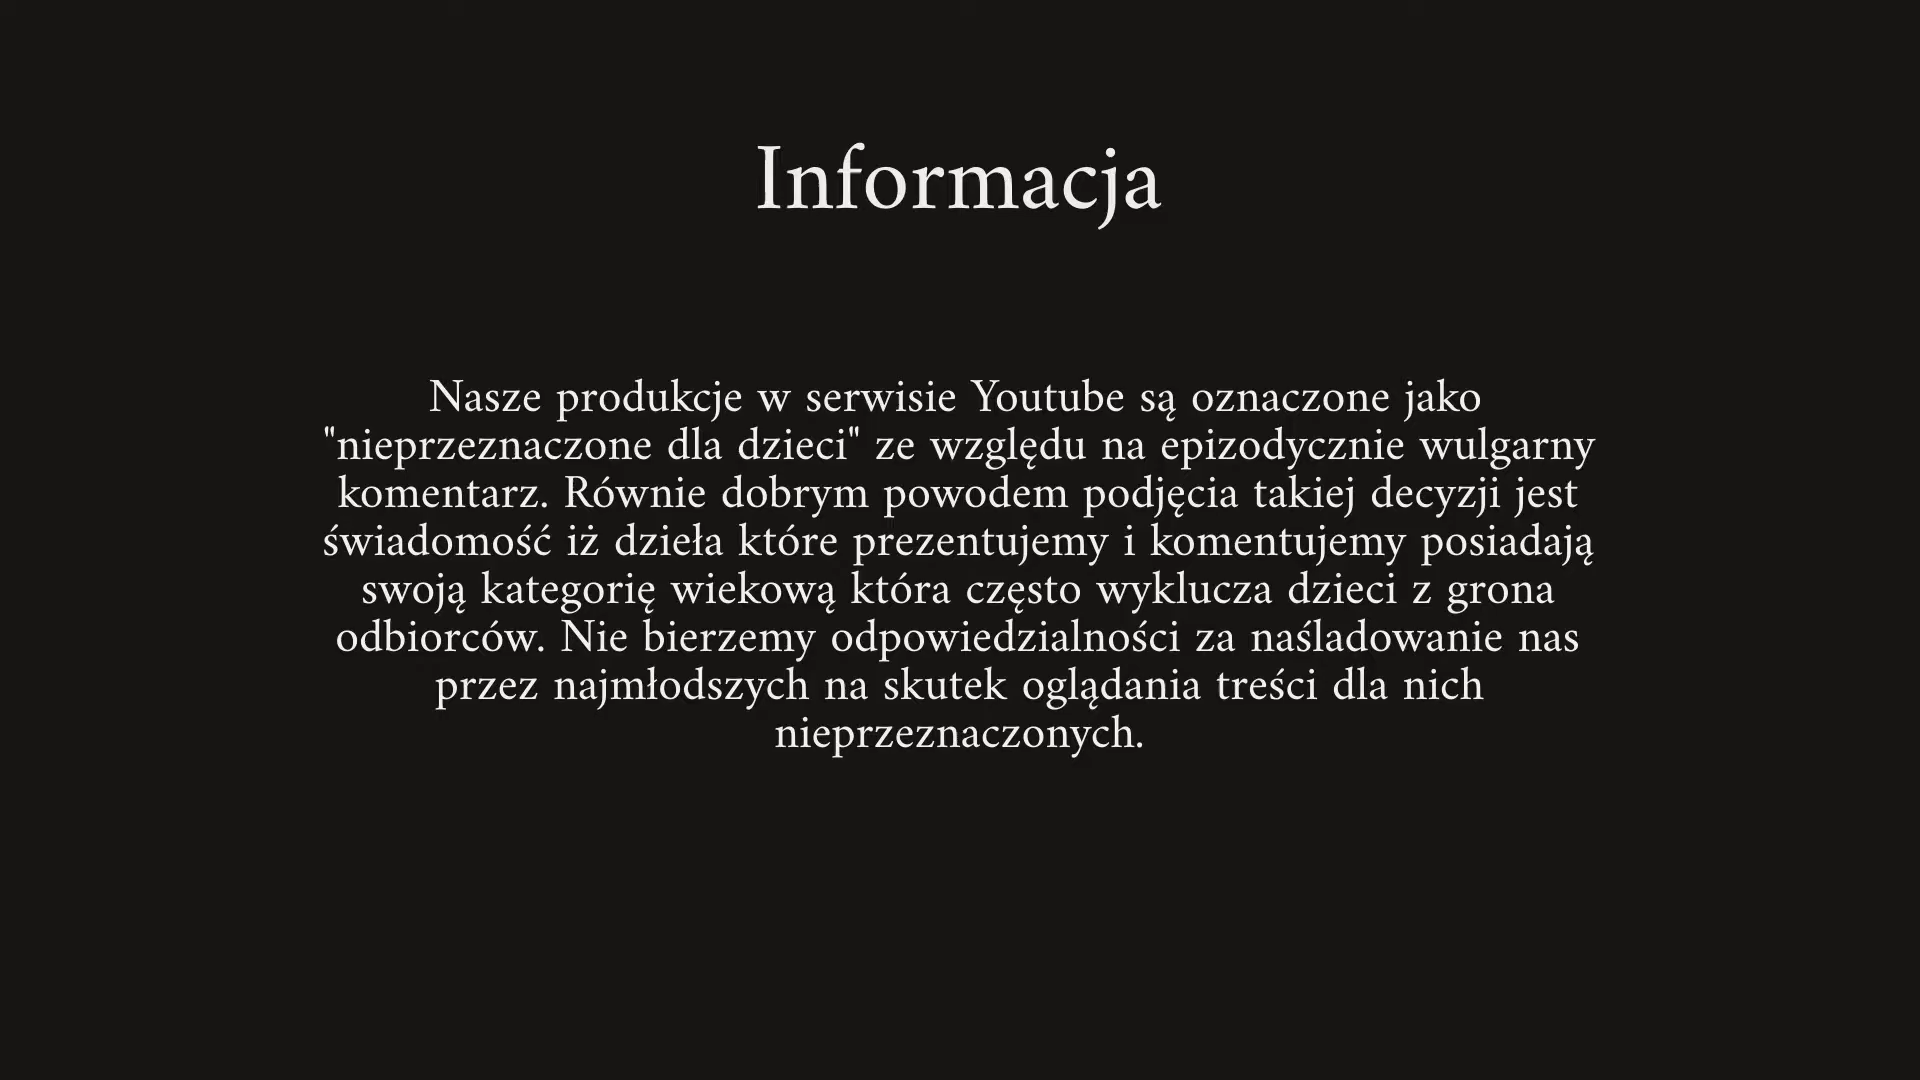 Informacja
Nasze produkcje w serwisie Youtube są oznaczone jako
"nieprzeznaczone dla dzieci" ze względu na epizodycznie wulgarny
komentarz. Równie dobrym powodem podjęcia takiej decyzji jest
świadomość iż dzieła które prezentujemy i komentujemy posiadają
swoją kategorię wiekową która często wyklucza dzieci z grona
odbiorców. Nie bierzemy odpowiedzialności za naśladowanie nas
przez najmłodszych na skutek oglądania treści dla nich
nieprzeznaczonych.